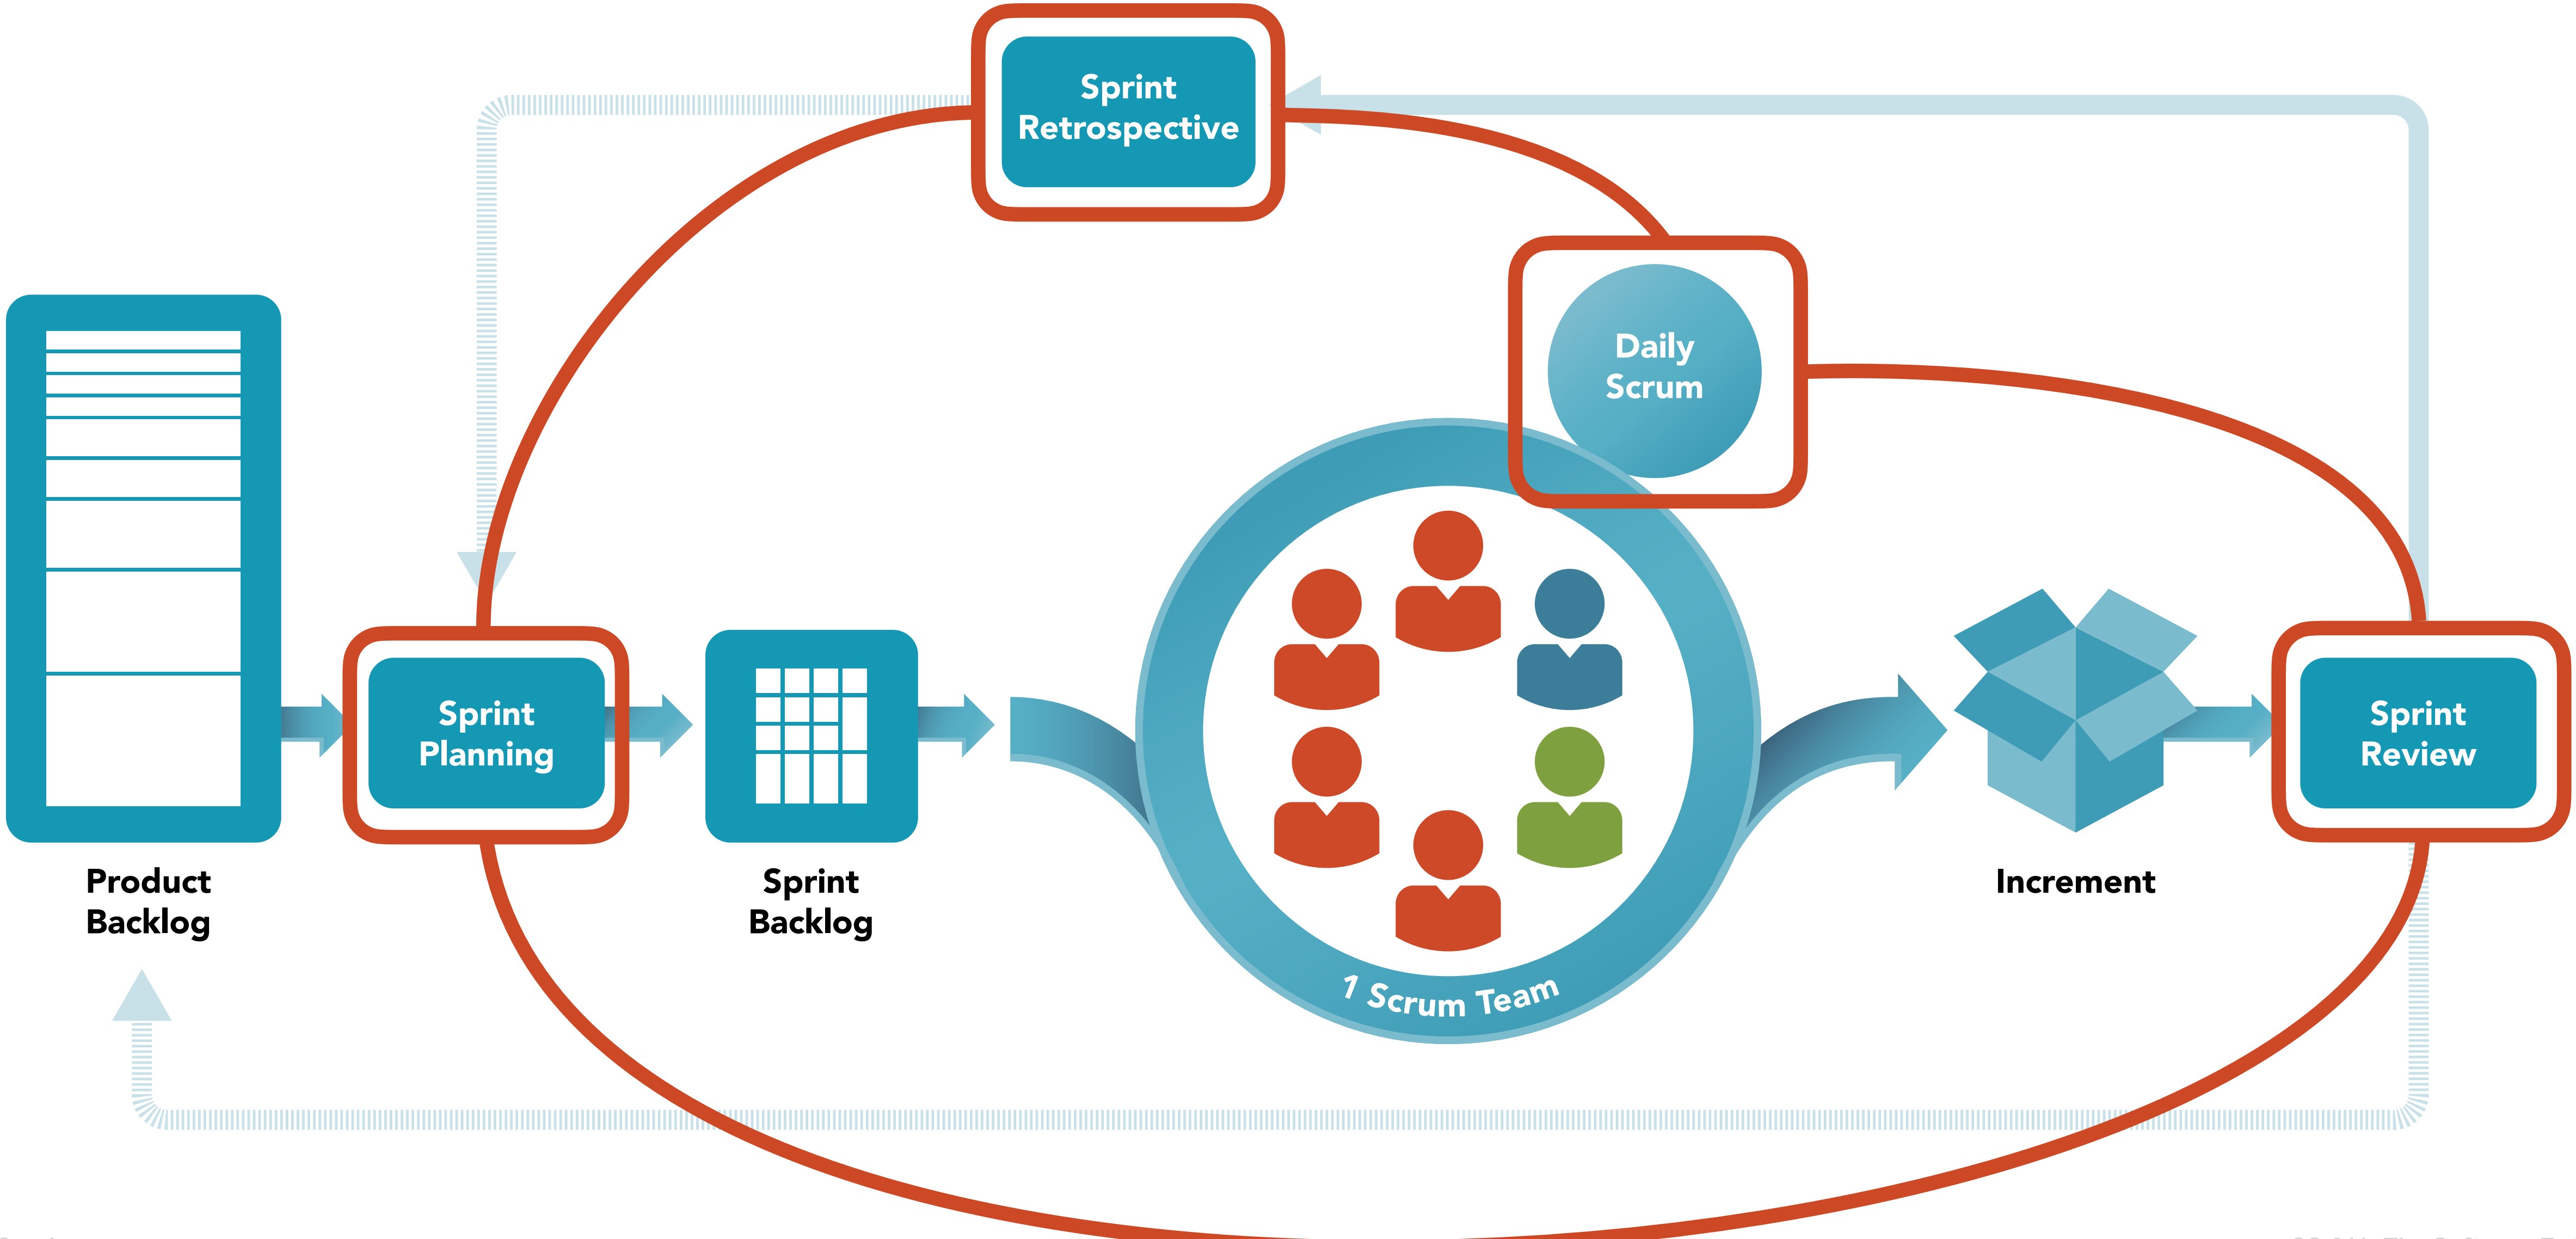 Sprint
Retrospective
Daily
Scrum
Sprint
Planning
Sprint
Review
Product
Backlog
Sprint
Backlog
Increment
1 Scrum Team